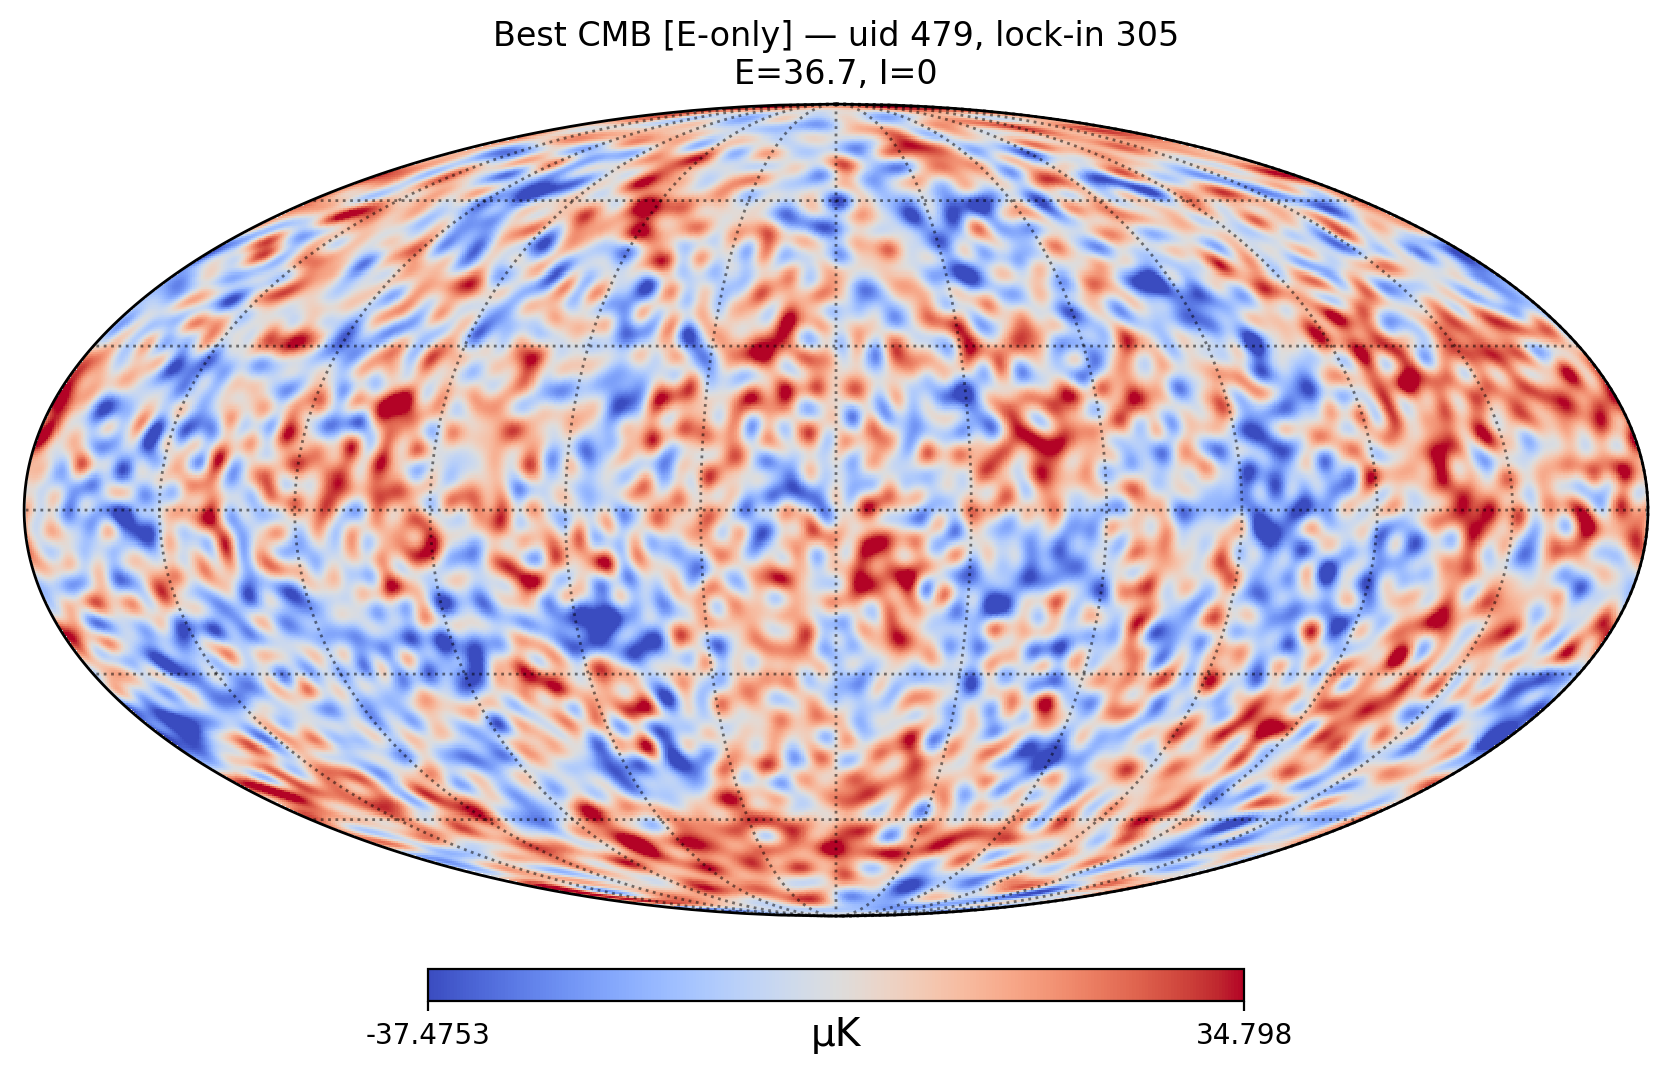 Best CMB [E-only] — uid 479, lock-in 305
E=36.7, I=0
-37.4753
μK
34.798